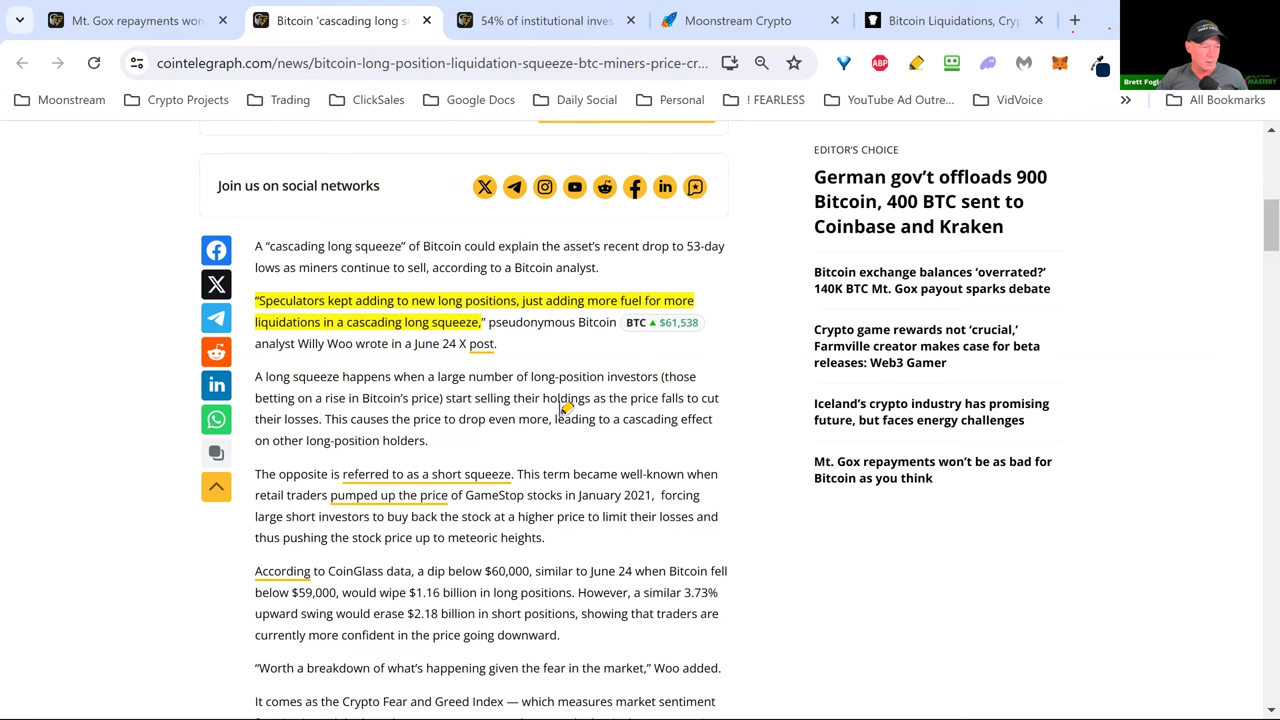 Mt. Gox repayments won
Bitcoin 'cascading long s
54% of institutional inves
Moonstream Crypto
Bitcoin Liquidations, Cryp
cointelegraph.com/news/bitcoin-long-position-liquidation-squeeze-btc-miners-price-cr...
ABP
Brett Fogle
MASTERY
Moonstream
Crypto Projects
Trading
ClickSales
Google Docs
Daily Social
Personal
! FEARLESS
YouTube Ad Outre...
VidVoice
All Bookmarks
Join us on social networks
A “cascading long squeeze” of Bitcoin could explain the asset’s recent drop to 53-day
lows as miners continue to sell, according to a Bitcoin analyst.
“Speculators kept adding to new long positions, just adding more fuel for more
liquidations in a cascading long squeeze,” pseudonymous Bitcoin BTC ▲ $61,538
analyst Willy Woo wrote in a June 24 X post.
A long squeeze happens when a large number of long-position investors (those
betting on a rise in Bitcoin’s price) start selling their holdings as the price falls to cut
their losses. This causes the price to drop even more, leading to a cascading effect
on other long-position holders.
The opposite is referred to as a short squeeze. This term became well-known when
retail traders pumped up the price of GameStop stocks in January 2021, forcing
large short investors to buy back the stock at a higher price to limit their losses and
thus pushing the stock price up to meteoric heights.
According to CoinGlass data, a dip below $60,000, similar to June 24 when Bitcoin fell
below $59,000, would wipe $1.16 billion in long positions. However, a similar 3.73%
upward swing would erase $2.18 billion in short positions, showing that traders are
currently more confident in the price going downward.
“Worth a breakdown of what’s happening given the fear in the market,” Woo added.
It comes as the Crypto Fear and Greed Index — which measures market sentiment
EDITOR’S CHOICE
German gov’t offloads 900
Bitcoin, 400 BTC sent to
Coinbase and Kraken
Bitcoin exchange balances ‘overrated?’
140K BTC Mt. Gox payout sparks debate
Crypto game rewards not ‘crucial,’
Farmville creator makes case for beta
releases: Web3 Gamer
Iceland’s crypto industry has promising
future, but faces energy challenges
Mt. Gox repayments won’t be as bad for
Bitcoin as you think